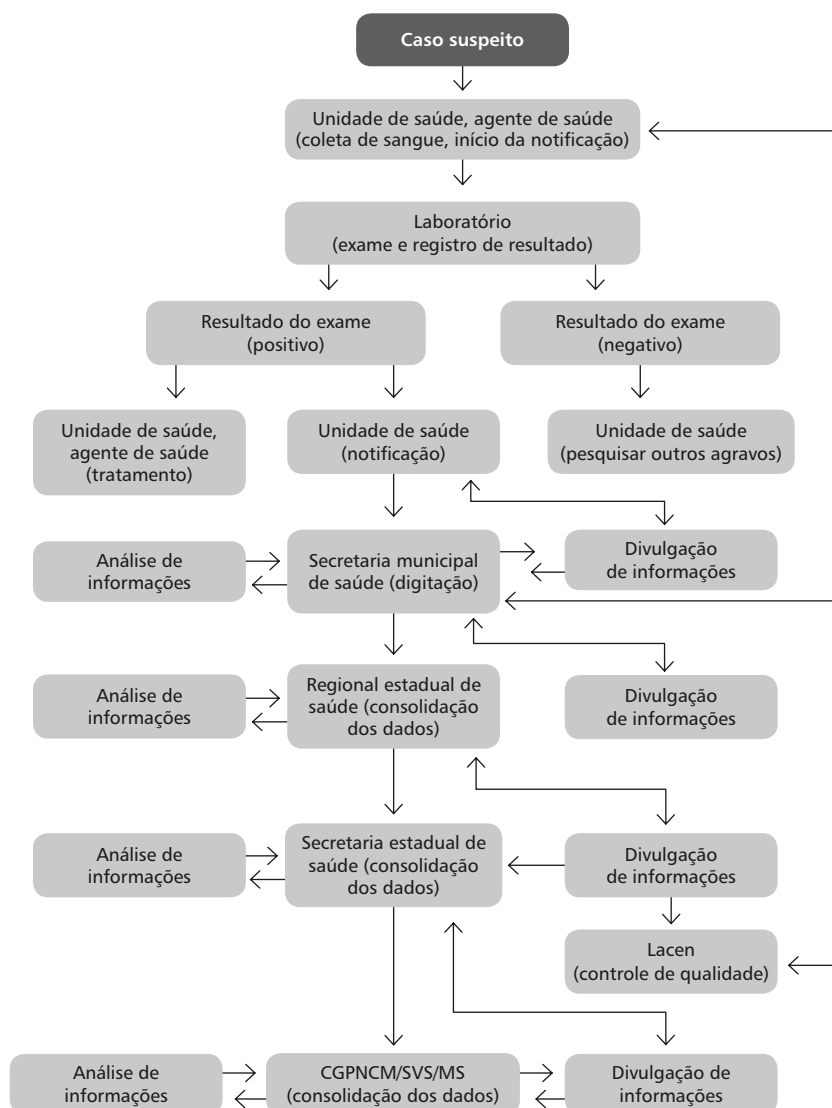 Caso suspeito
Unidade de saúde, agente de saúde
(coleta de sangue, início da notificação)
Laboratório
(exame e registro de resultado)
Resultado do exame
(positivo)
Resultado do exame
(negativo)
Unidade de saúde,
agente de saúde
(tratamento)
Unidade de saúde
(notificação)
Unidade de saúde
(pesquisar outros agravos)
Análise de
informações
Secretaria municipal
de saúde (digitação)
Divulgação
de informações
Análise de
informações
Regional estadual de
saúde (consolidação
dos dados)
Divulgação
de informações
Análise de
informações
Secretaria estadual de
saúde (consolidação
dos dados)
Divulgação
de informações
Lacen
(controle de qualidade)
Análise de
informações
CGPNCM/SVS/MS
(consolidação dos dados)
Divulgação de
informações